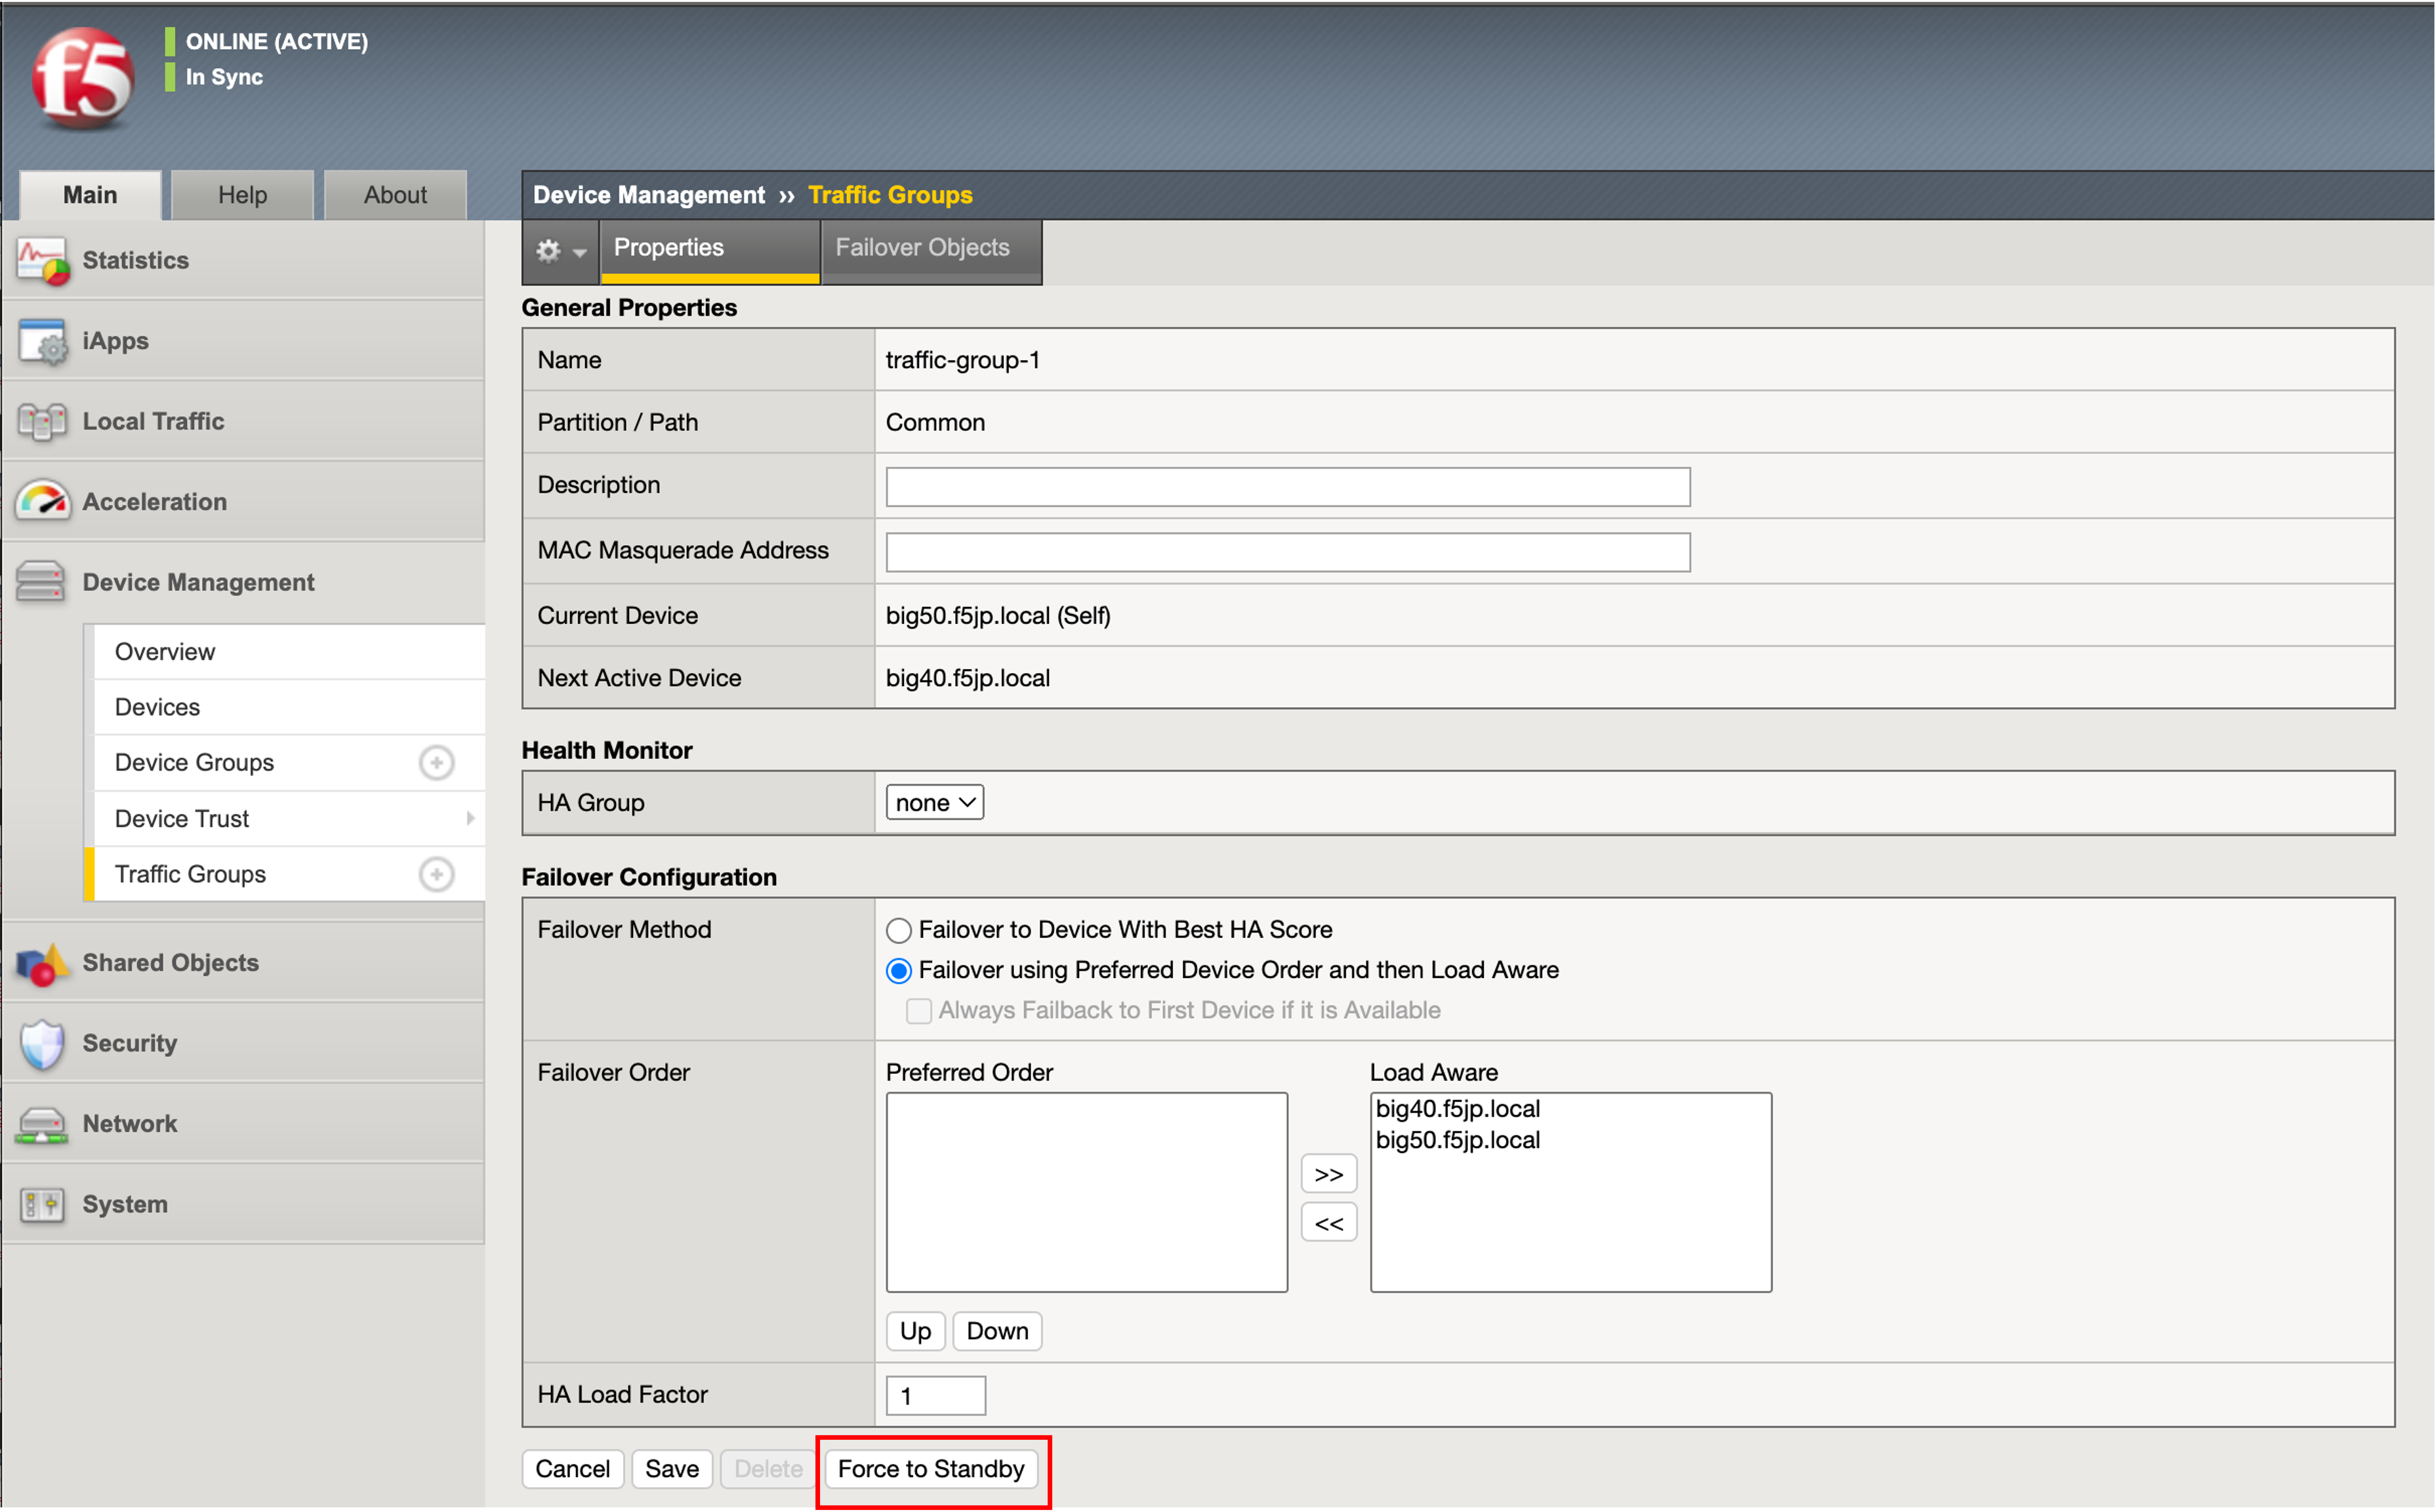 f5
ONLINE (ACTIVE)
In Sync
Main
Help
About
Device Management ›› Traffic Groups
Properties
Failover Objects
Statistics
iApps
Local Traffic
Acceleration
Device Management
Overview
Devices
Device Groups
Device Trust
Traffic Groups
Shared Objects
Security
Network
System
General Properties
Name traffic-group-1
Partition / Path Common
Description
MAC Masquerade Address
Current Device big50.f5jp.local (Self)
Next Active Device big40.f5jp.local
Health Monitor
HA Group none
Failover Configuration
Failover Method Failover to Device With Best HA Score
Failover using Preferred Device Order and then Load Aware
Always Failback to First Device if it is Available
Failover Order Preferred Order Load Aware
big40.f5jp.local
big50.f5jp.local
>>
<<
Up Down
HA Load Factor 1
Cancel Save Delete Force to Standby